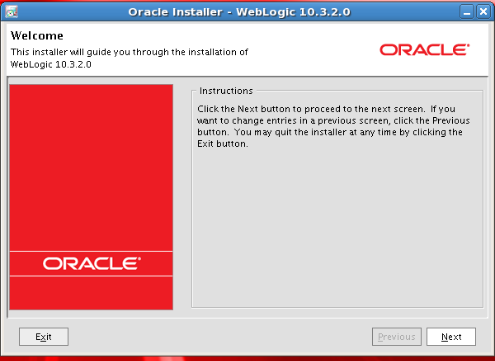 Oracle Installer - WebLogic 10.3.2.0
Welcome
This installer will guide you through the installation of
WebLogic 10.3.2.0
ORACLE®
Instructions
Click the Next button to proceed to the next screen. If you
want to change entries in a previous screen, click the Previous
button. You may quit the installer at any time by clicking the
Exit button.
ORACLE®
Exit
Previous
Next